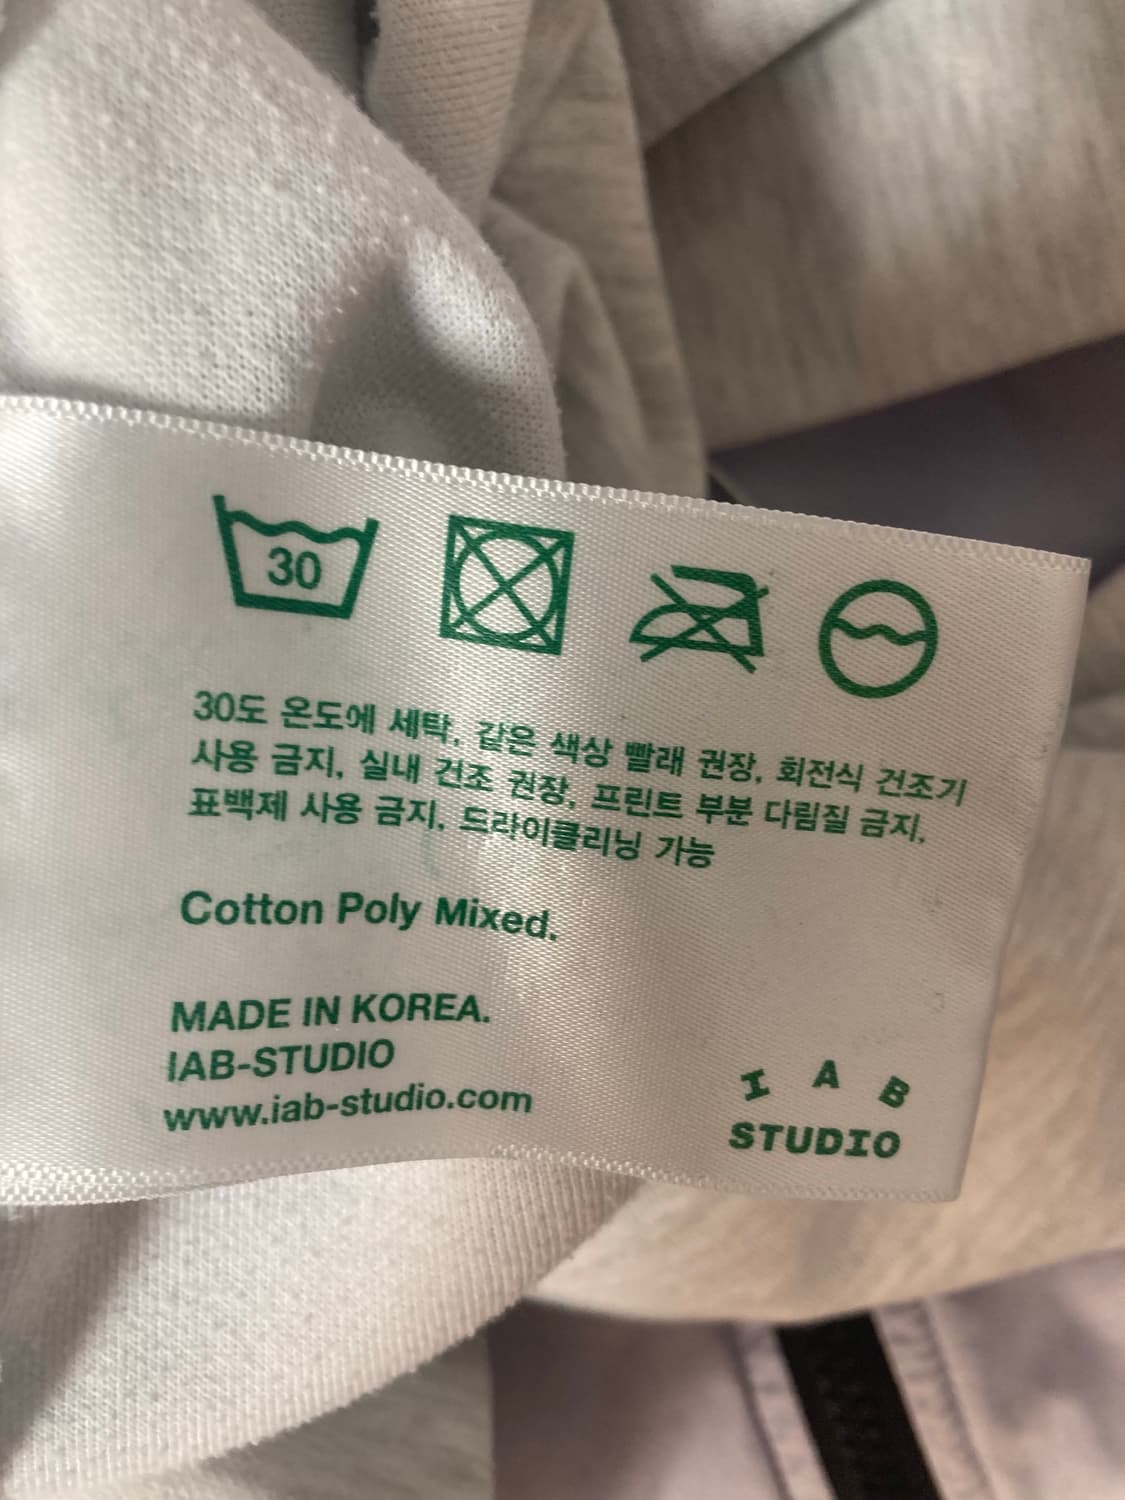 30
30도 온도에 세탁, 같은 색상 빨래 권장, 회전식 건조기
사용 금지, 실내 건조 권장, 프린트 부분 다림질 금지,
표백제 사용 금지, 드라이클리닝 가능
Cotton Poly Mixed.
MADE IN KOREA.
IAB-STUDIO
www.iab-studio.com
I A B
STUDIO